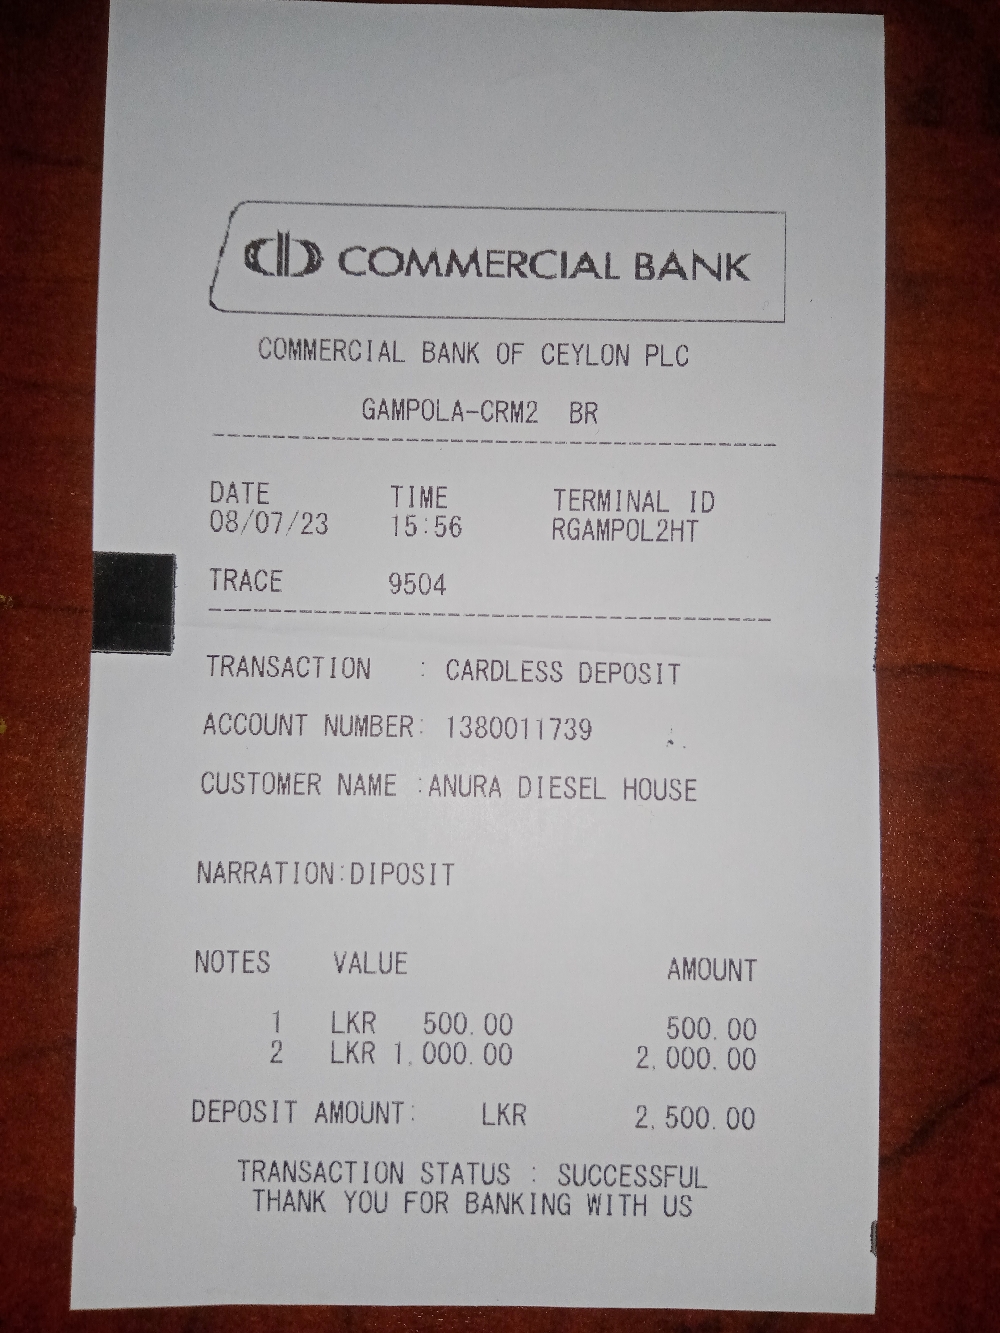 COMMERCIAL BANK
COMMERCIAL BANK OF CEYLON PLC
GAMPOLA-CRM2 BR
DATE TIME TERMINAL ID
08/07/23 15:56 RGAMPOL2HT
TRACE 9504
TRANSACTION : CARDLESS DEPOSIT
ACCOUNT NUMBER: 1380011739
CUSTOMER NAME :ANURA DIESEL HOUSE
NARRATION:DIPOSIT
NOTES VALUE AMOUNT
1 LKR 500.00 500.00
2 LKR 1,000.00 2,000.00
DEPOSIT AMOUNT: LKR 2,500.00
TRANSACTION STATUS : SUCCESSFUL
THANK YOU FOR BANKING WITH US